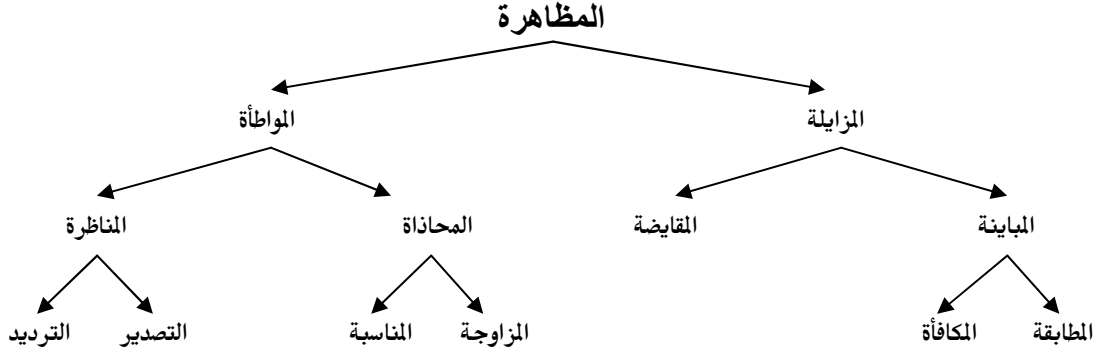 المظاهرة
المزايلة المواطأة
المباينة المقايضة المحاذاة المناظرة
المطابقة المكافأة المزاوجة المناسبة التصدير الترديد